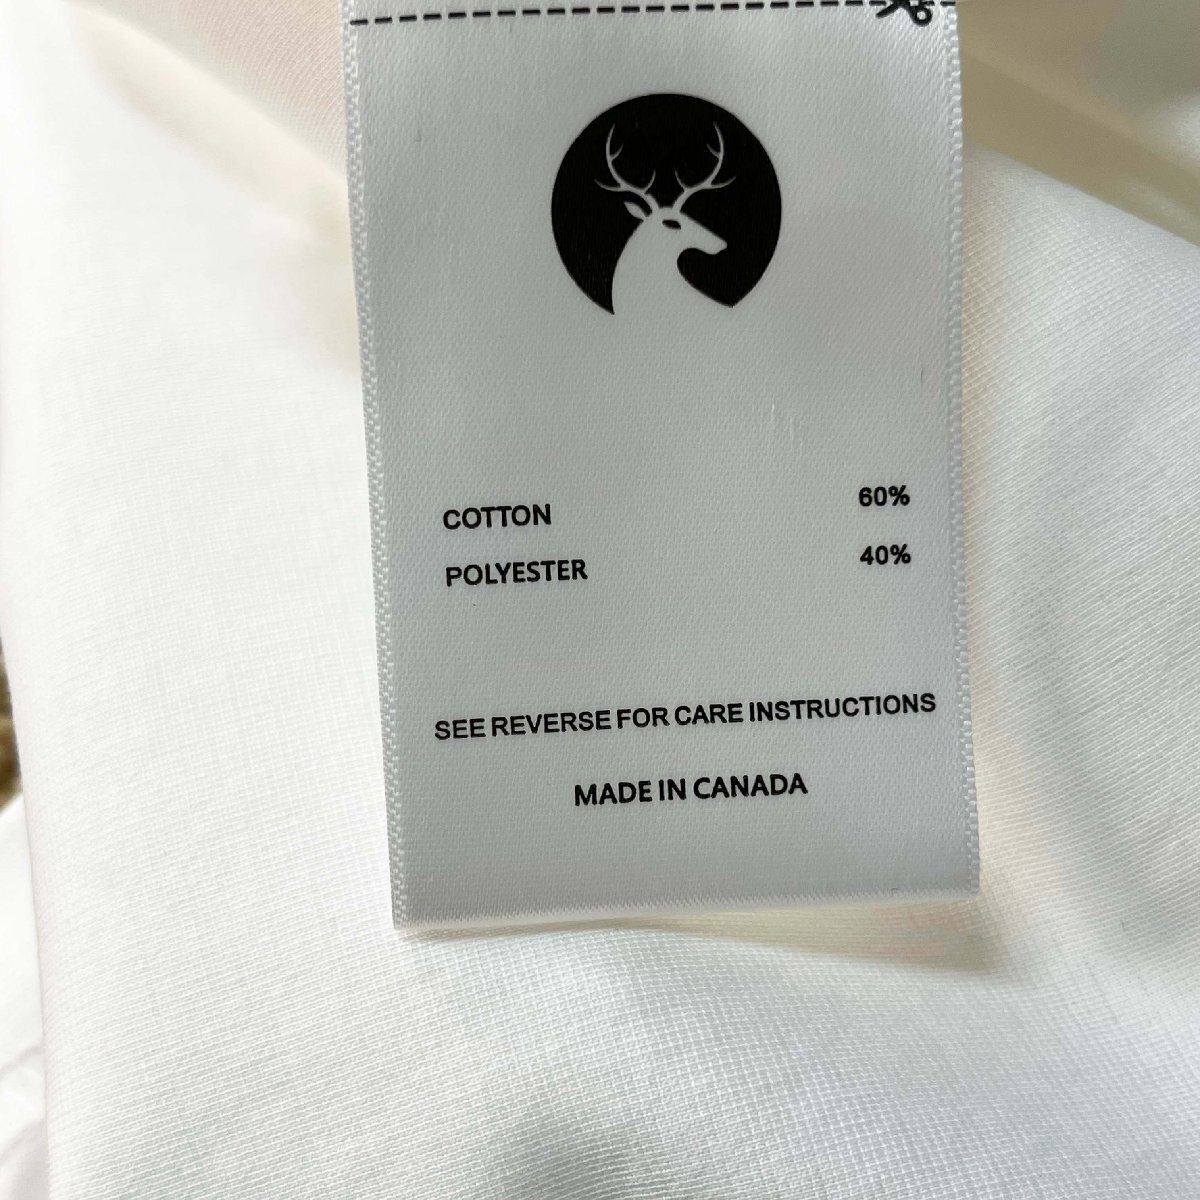 COTTON 60%
POLYESTER 40%
SEE REVERSE FOR CARE INSTRUCTIONS
MADE IN CANADA